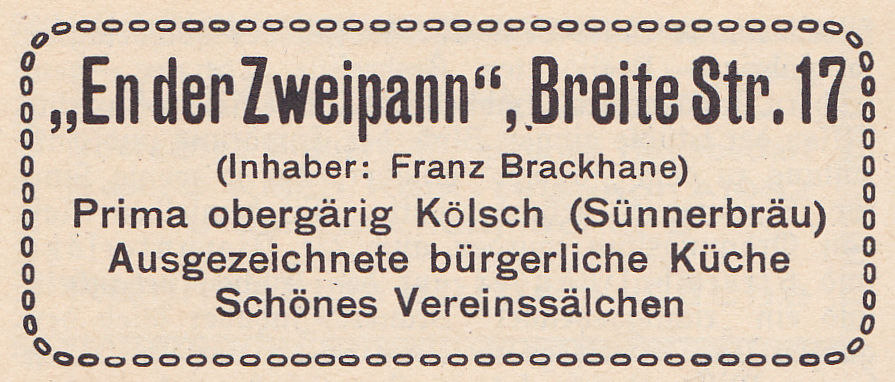 „En der Zweipann“, Breite Str. 17
(Inhaber: Franz Brackhane)
Prima obergärig Kölsch (Sünnerbräu)
Ausgezeichnete bürgerliche Küche
Schönes Vereinssälchen